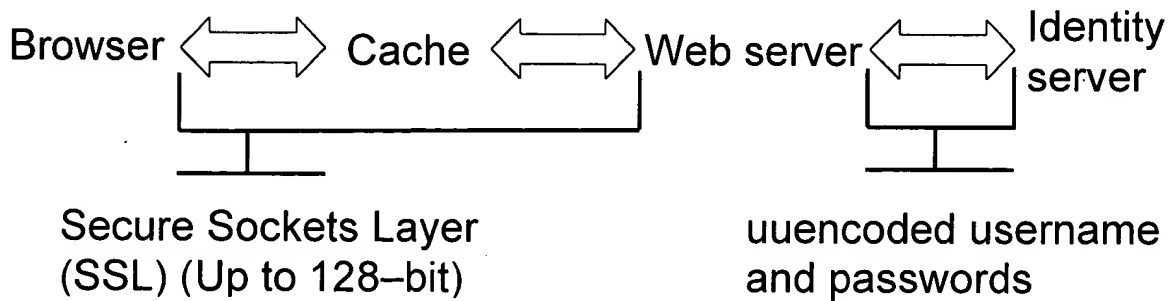 Browser
Cache
Web server
Identity
server
Secure Sockets Layer
(SSL) (Up to 128–bit)
uuencoded username
and passwords